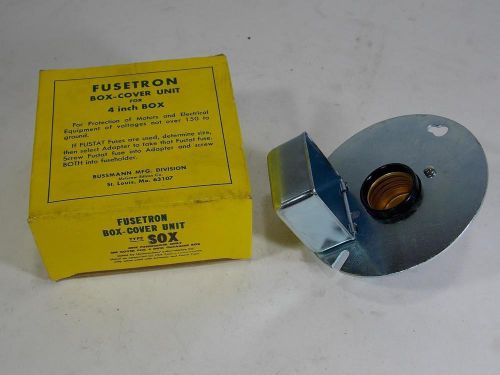 FUSETRON
BOX-COVER UNIT
FOR
4 inch BOX
For Protection of Motors and Electrical
Equipment of voltages not over 150 to
ground.
If FUSTAT Fuses are used, determine size,
then select Adapter to take that Fustat fuse.
Screw Fustat fuse into Adapter and screw
BOTH into fuseholder.
BUSSMANN MFG. DIVISION
McGraw-Edison Co.
St. Louis, Mo. 63107
FUSETRON
BOX-COVER UNIT
TYPE SOX